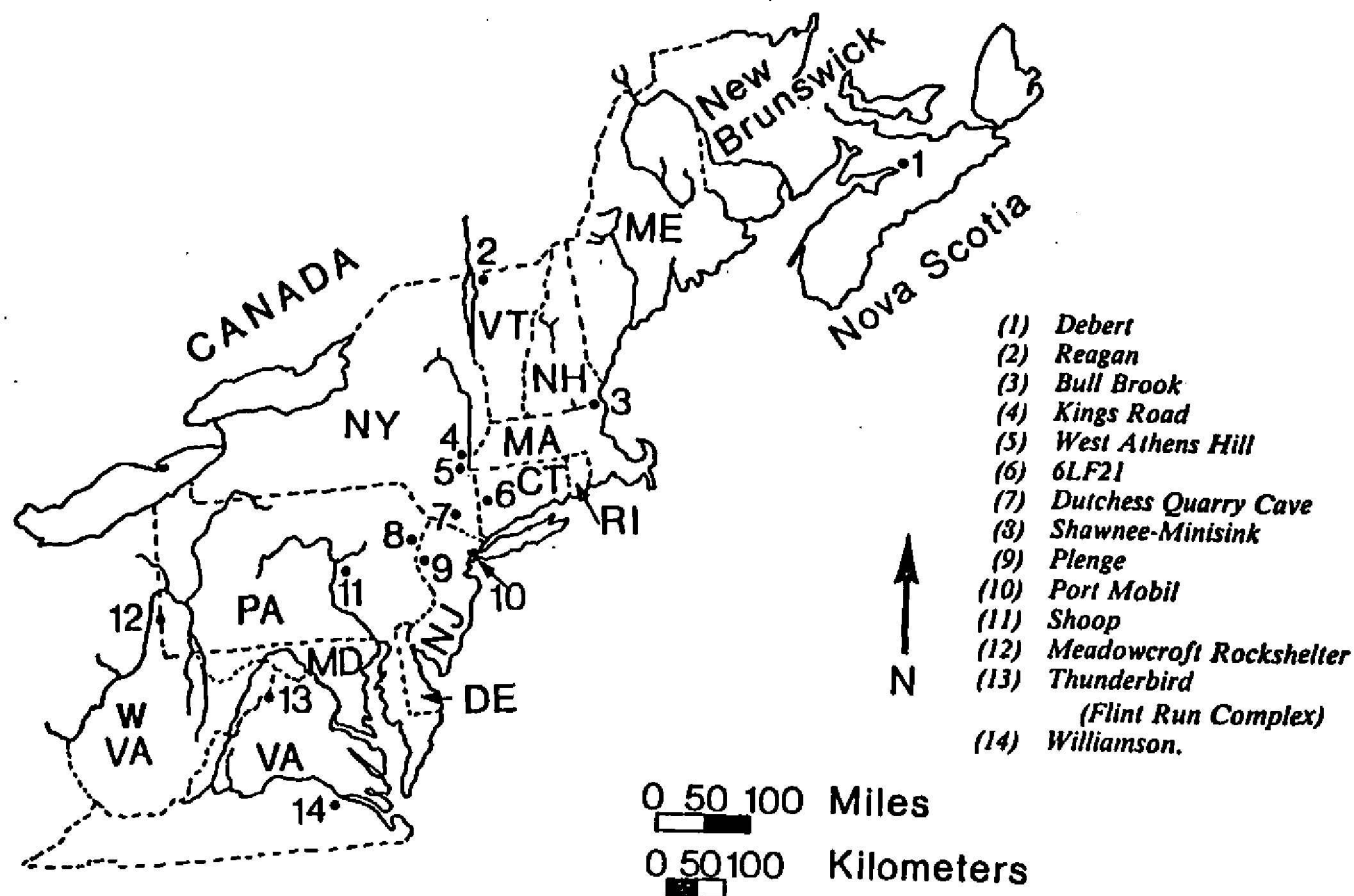 New
Brunswick
1
Nova Scotia
ME
2
CANADA
VT
NH
3
NY
MA
4
5
CT
6
RI
7
8
9
10
11
PA
NJ
12
MD
DE
13
W
VA
VA
14
(1) Debert
(2) Reagan
(3) Bull Brook
(4) Kings Road
(5) West Athens Hill
(6) 6LF21
(7) Dutchess Quarry Cave
(8) Shawnee-Minisink
(9) Plenge
(10) Port Mobil
(11) Shoop
(12) Meadowcroft Rockshelter
(13) Thunderbird
(Flint Run Complex)
(14) Williamson.
N
0 50 100 Miles
0 50 100 Kilometers